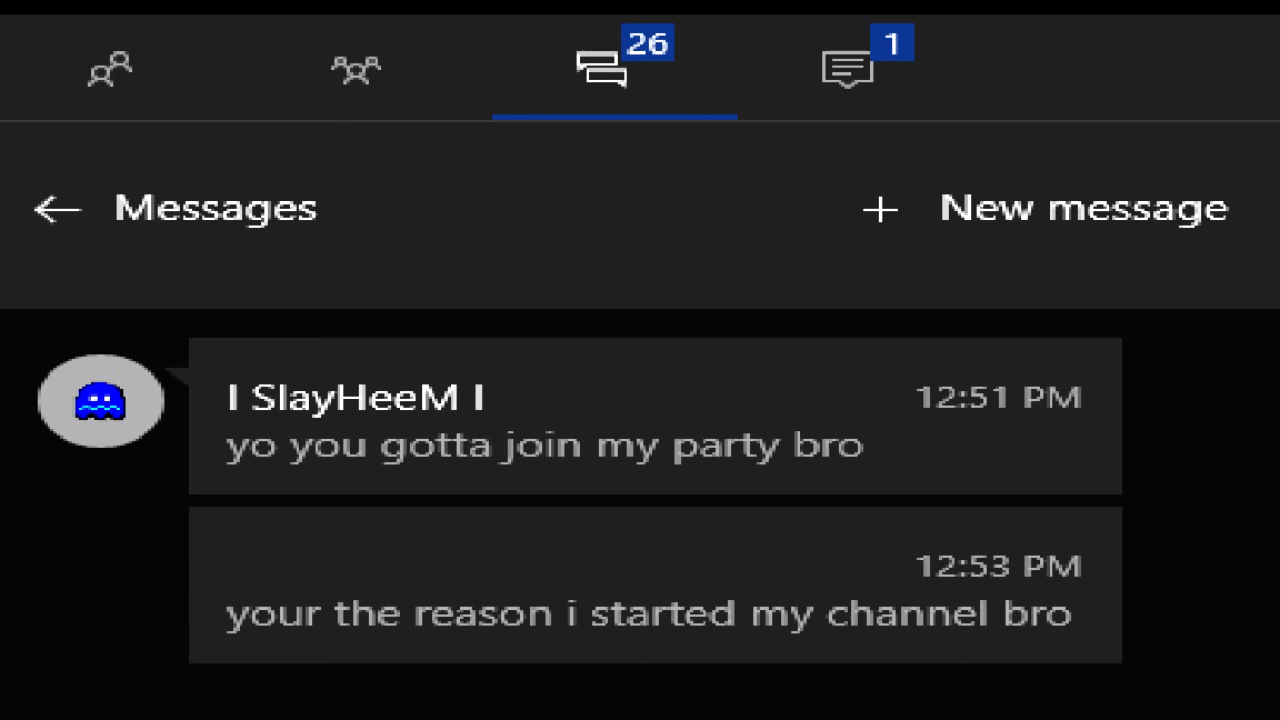 26
1
Messages
New message
I SlayHeeM I
12:51 PM
yo you gotta join my party bro
12:53 PM
your the reason i started my channel bro